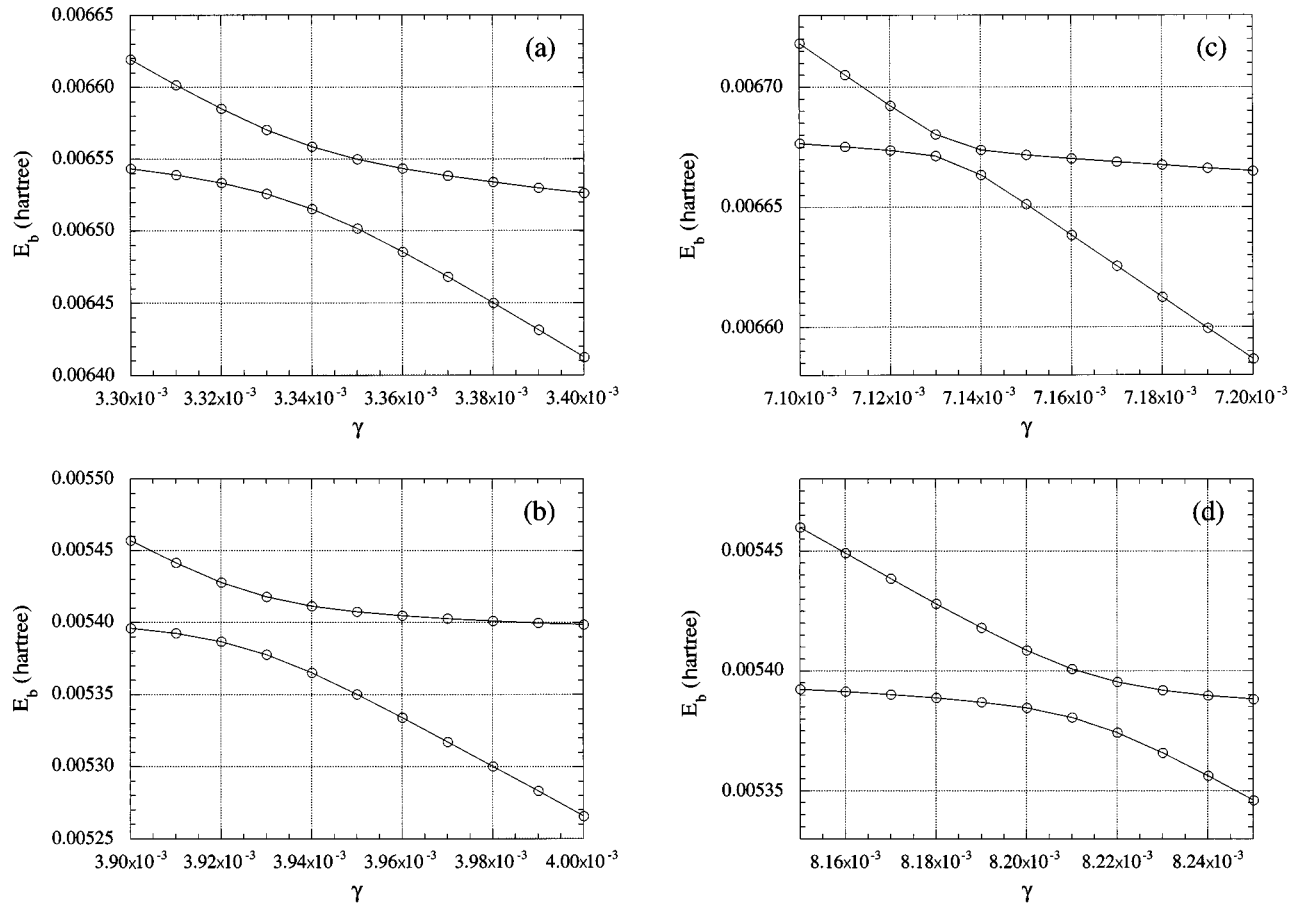 (a)
E_b (hartree)
0.00665
0.00660
0.00655
0.00650
0.00645
0.00640
3.30x10⁻³ 3.32x10⁻³ 3.34x10⁻³ 3.36x10⁻³ 3.38x10⁻³ 3.40x10⁻³
γ
(c)
E_b (hartree)
0.00670
0.00665
0.00660
7.10x10⁻³ 7.12x10⁻³ 7.14x10⁻³ 7.16x10⁻³ 7.18x10⁻³ 7.20x10⁻³
γ
(b)
E_b (hartree)
0.00550
0.00545
0.00540
0.00535
0.00530
0.00525
3.90x10⁻³ 3.92x10⁻³ 3.94x10⁻³ 3.96x10⁻³ 3.98x10⁻³ 4.00x10⁻³
γ
(d)
E_b (hartree)
0.00545
0.00540
0.00535
8.16x10⁻³ 8.18x10⁻³ 8.20x10⁻³ 8.22x10⁻³ 8.24x10⁻³
γ